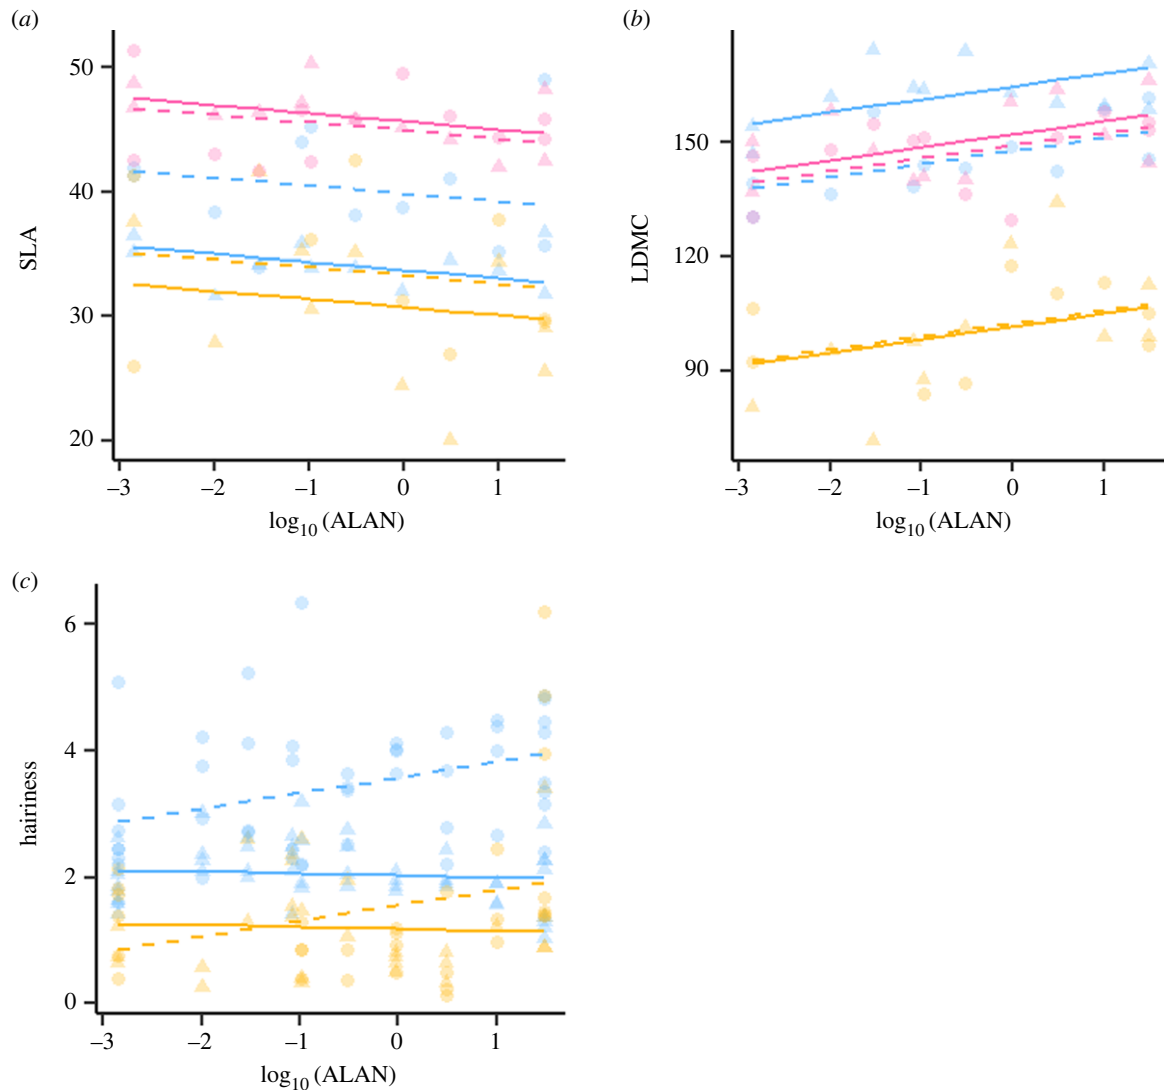 (a)
50
40
30
20
SLA
–3 –2 –1 0 1
log10 (ALAN)
(b)
150
120
90
LDMC
–3 –2 –1 0 1
log10 (ALAN)
(c)
6
4
2
0
hairiness
–3 –2 –1 0 1
log10 (ALAN)